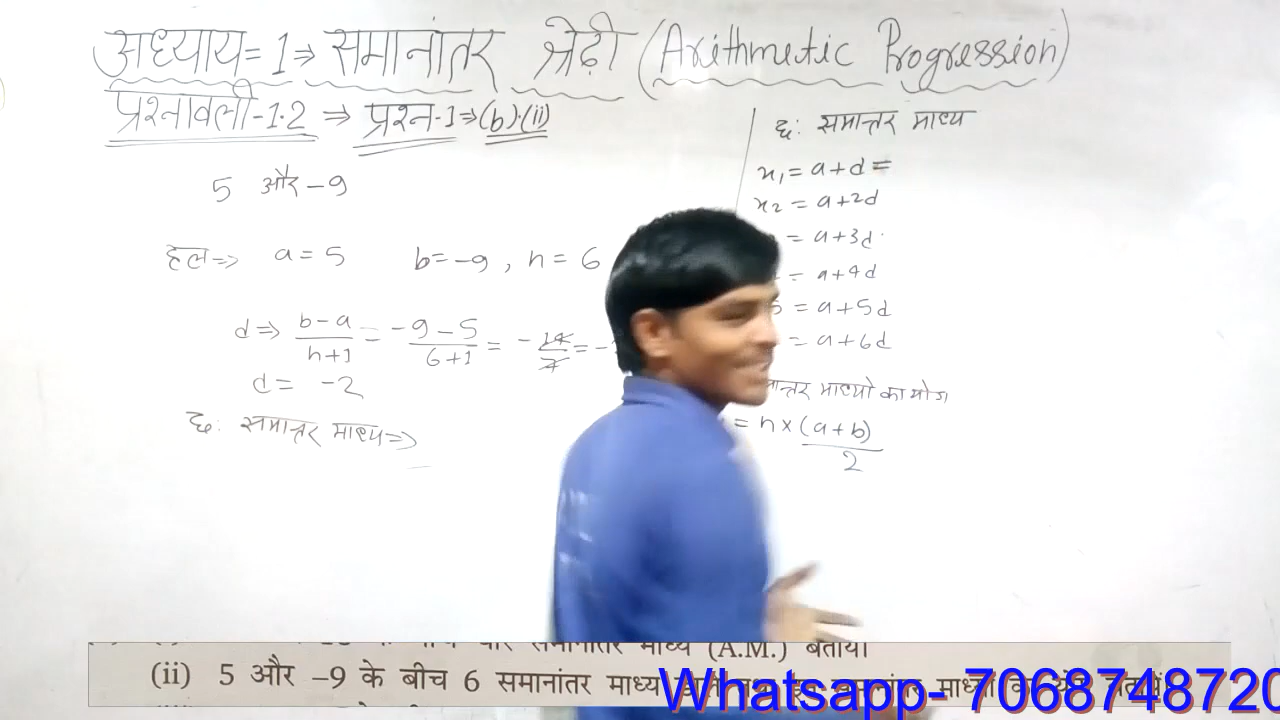 अध्याय = 1 ⇒ समानांतर श्रेढ़ी (Arithmetic Progression)
प्रश्नावली-1.2 ⇒ प्रश्न-1 ⇒ (b)·(ii)
5 और -9
हल ⇒ a = 5 b = -9, n = 6
d ⇒ b-a/n+1 = -9-5/6+1 = -14/7 = -
d = -2
छ: समान्तर माध्य ⇒
छ: समान्तर माध्य
x₁ = a+d =
x₂ = a+2d
= a+3d
= a+4d
= a+5d
= a+6d
माध्यो का योग
= n × (a+b)/2
माध्य (A.M.) बताया।
(ii) 5 और –9 के बीच 6 समानांतर माध्य
Whatsapp- 7068748720